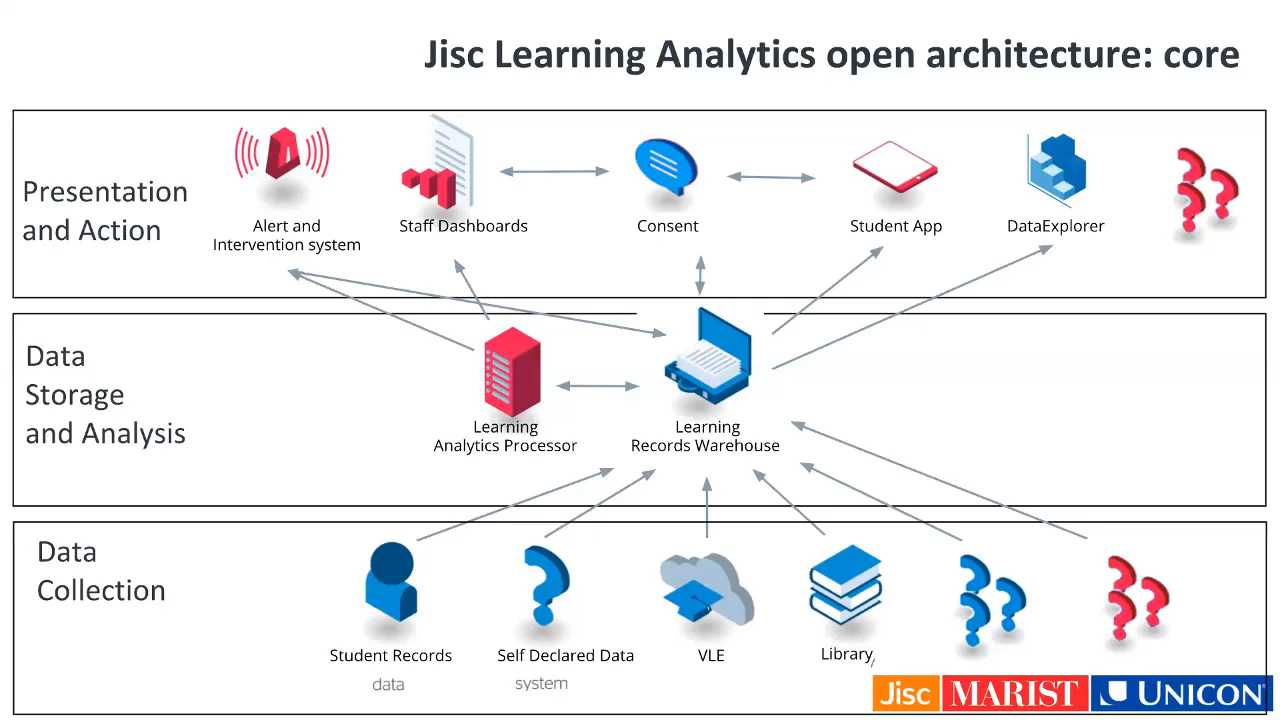 Jisc Learning Analytics open architecture: core
Presentation
and Action
Alert and
Intervention system
Staff Dashboards
Consent
Student App
DataExplorer
Data
Storage
and Analysis
Learning
Analytics Processor
Learning
Records Warehouse
Data
Collection
Student Records
data
Self Declared Data
system
VLE
Library
Jisc
MARIST
UNICON